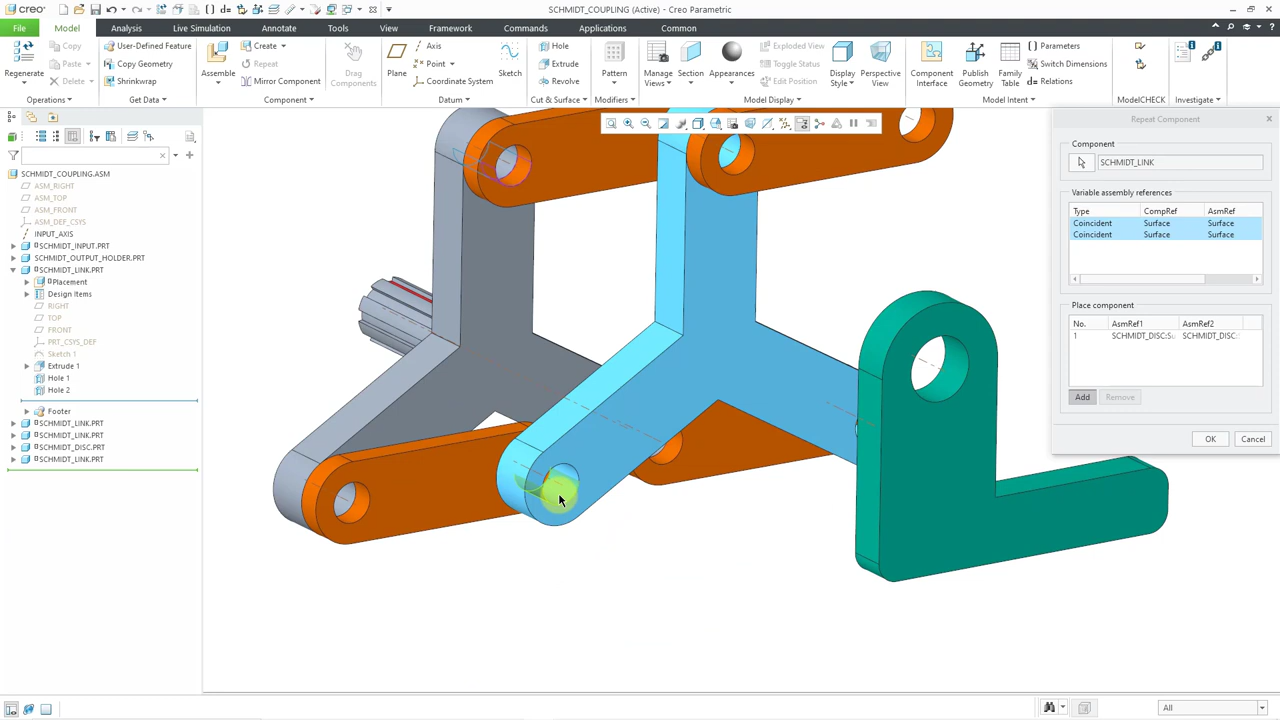 creo
SCHMIDT_COUPLING (Active) - Creo Parametric
File Model Analysis Live Simulation Annotate Tools View Framework Commands Applications Common
Regenerate
Copy
Paste
Delete
User-Defined Feature
Copy Geometry
Shrinkwrap
Assemble
Create
Repeat
Mirror Component
Drag Components
Plane
Axis
Point
Coordinate System
Sketch
Hole
Extrude
Revolve
Pattern
Manage Views
Section
Appearances
Exploded View
Toggle Status
Edit Position
Display Style
Perspective View
Component Interface
Publish Geometry
Family Table
Parameters
Switch Dimensions
Relations
Operations Get Data Component Datum Cut & Surface Modifiers Model Display Model Intent ModelCHECK Investigate
SCHMIDT_COUPLING.ASM
ASM_RIGHT
ASM_TOP
ASM_FRONT
ASM_DEF_CSYS
INPUT_AXIS
SCHMIDT_INPUT.PRT
SCHMIDT_OUTPUT_HOLDER.PRT
SCHMIDT_LINK.PRT
Placement
Design Items
RIGHT
TOP
FRONT
PRT_CSYS_DEF
Sketch 1
Extrude 1
Hole 1
Hole 2
Footer
SCHMIDT_LINK.PRT
SCHMIDT_LINK.PRT
SCHMIDT_DISC.PRT
SCHMIDT_LINK.PRT
Repeat Component
Component
SCHMIDT_LINK
Variable assembly references
Type CompRef AsmRef
Coincident Surface Surface
Coincident Surface Surface
Place component
No. AsmRef1 AsmRef2
1 SCHMIDT_DISC:Su SCHMIDT_DISC:
Add Remove
OK Cancel
All